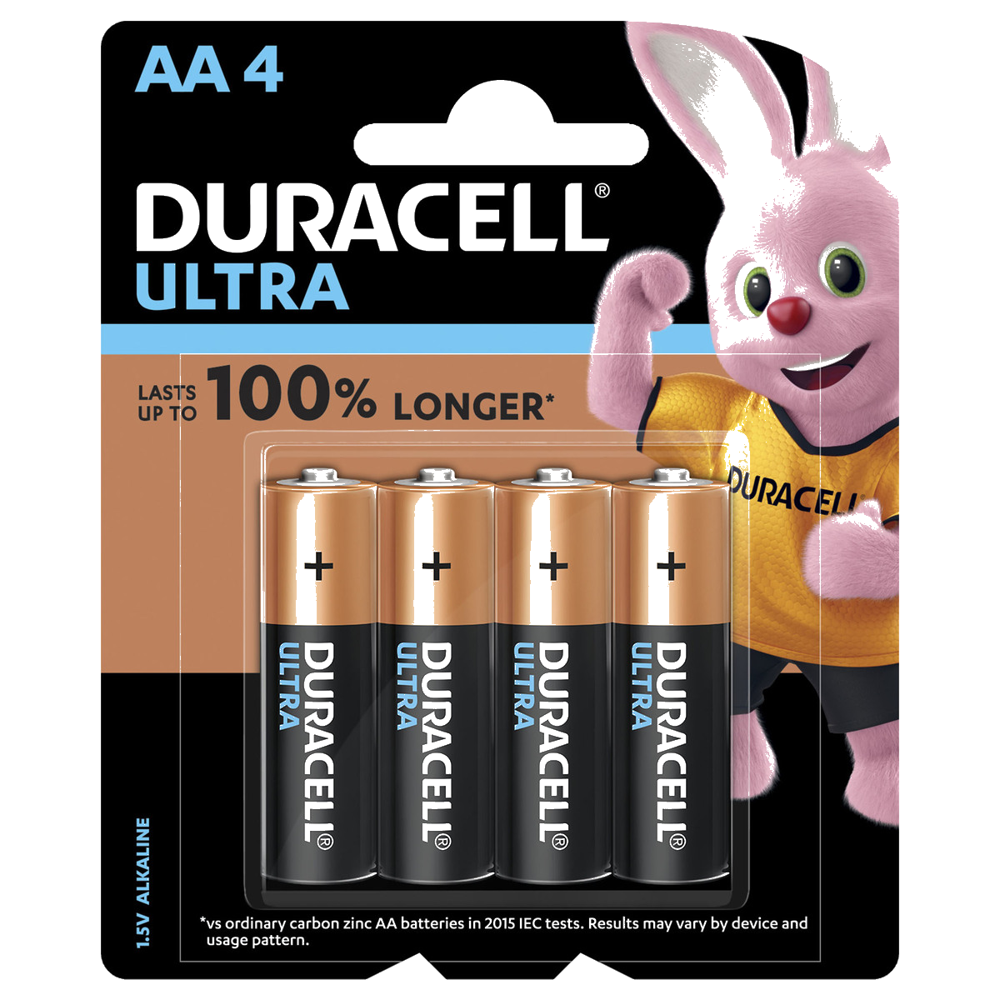 AA 4
DURACELL®
ULTRA
LASTS
UP TO
100% LONGER*
DURACELL
+
+
+
+
DURACELL®
ULTRA
DURACELL®
ULTRA
DURACELL®
ULTRA
DURACELL®
ULTRA
1.5V ALKALINE
*vs ordinary carbon zinc AA batteries in 2015 IEC tests. Results may vary by device and
usage pattern.